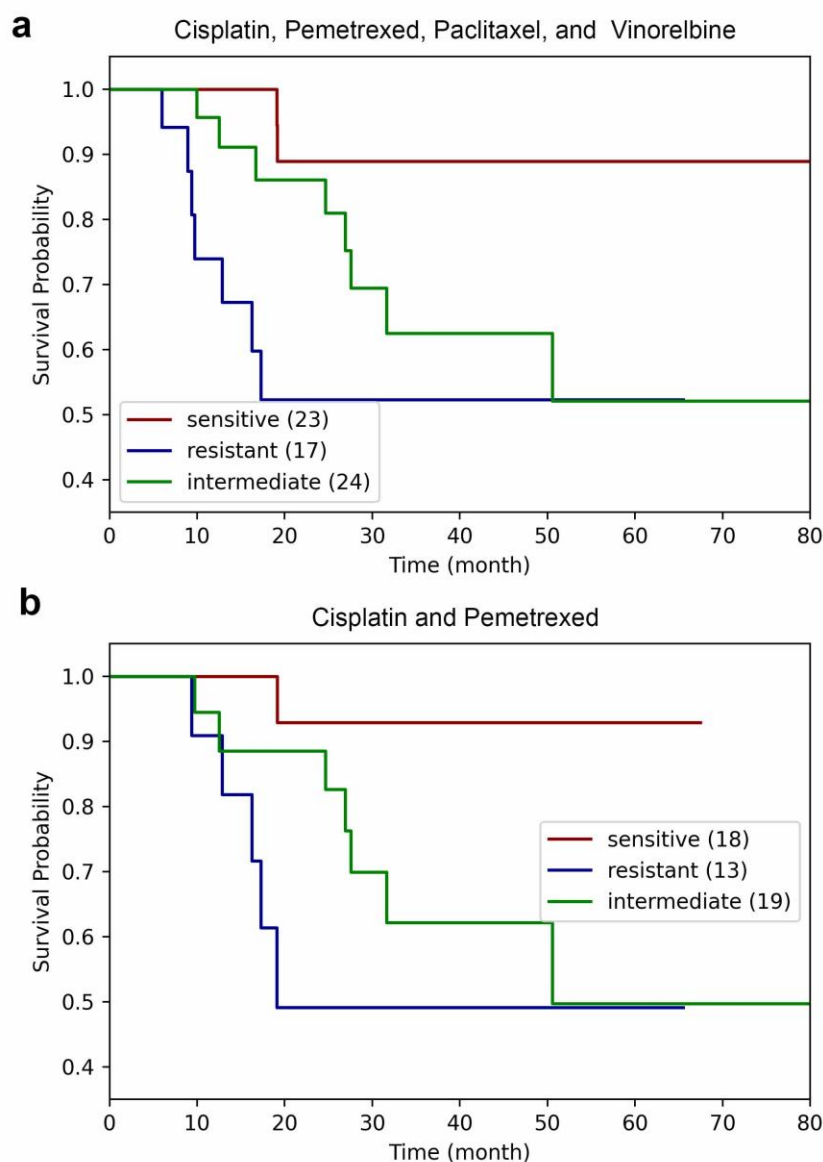 a
Cisplatin, Pemetrexed, Paclitaxel, and Vinorelbine
1.0
0.9
0.8
0.7
0.6
0.5
0.4
Survival Probability
sensitive (23)
resistant (17)
intermediate (24)
0 10 20 30 40 50 60 70 80
Time (month)
b
Cisplatin and Pemetrexed
1.0
0.9
0.8
0.7
0.6
0.5
0.4
Survival Probability
sensitive (18)
resistant (13)
intermediate (19)
0 10 20 30 40 50 60 70 80
Time (month)